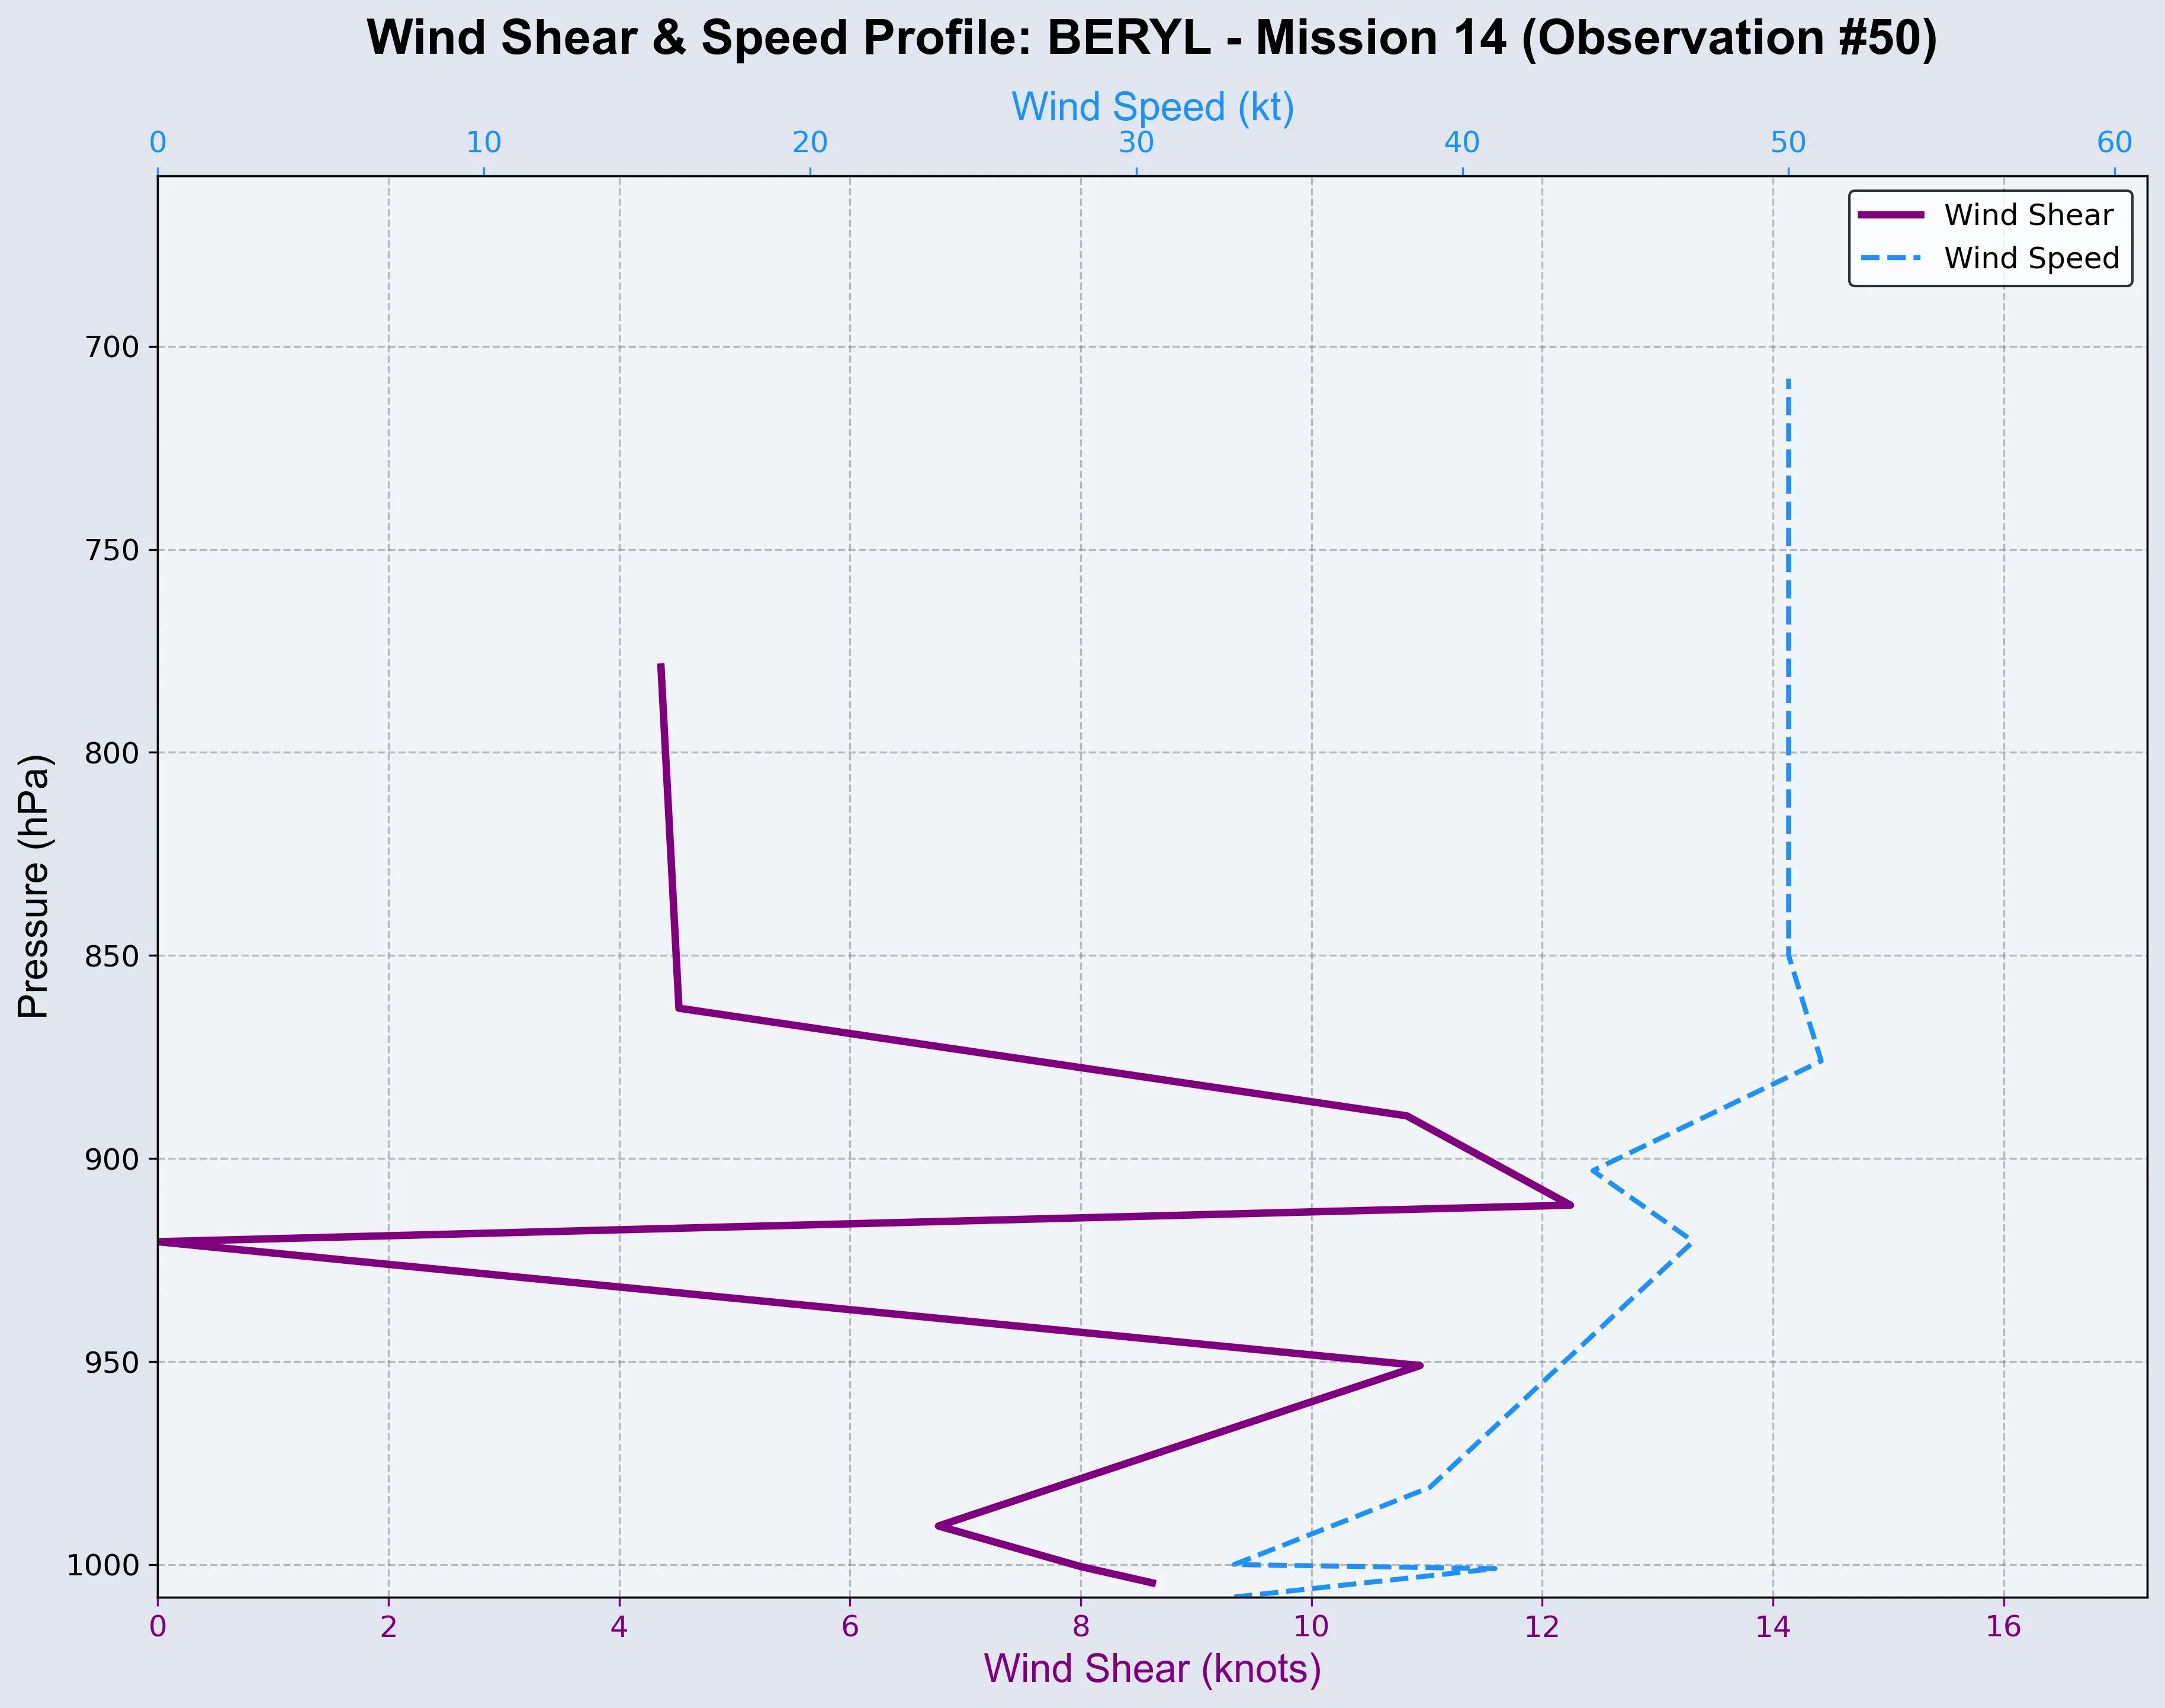 Wind Shear & Speed Profile: BERYL - Mission 14 (Observation #50)
Wind Speed (kt)
0 10 20 30 40 50 60
Wind Shear
Wind Speed
700
750
800
850
900
950
1000
Pressure (hPa)
0 2 4 6 8 10 12 14 16
Wind Shear (knots)